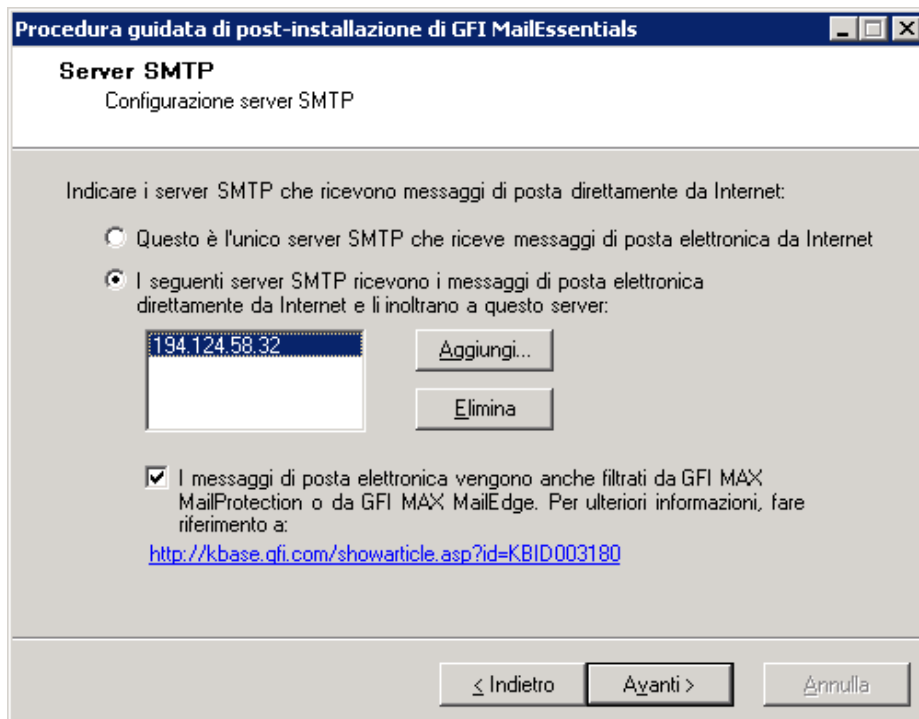 Procedura guidata di post-installazione di GFI MailEssentials
Server SMTP
Configurazione server SMTP
Indicare i server SMTP che ricevono messaggi di posta direttamente da Internet:
Questo è l'unico server SMTP che riceve messaggi di posta elettronica da Internet
I seguenti server SMTP ricevono i messaggi di posta elettronica
direttamente da Internet e li inoltrano a questo server:
194.124.58.32
Aggiungi...
Elimina
I messaggi di posta elettronica vengono anche filtrati da GFI MAX
MailProtection o da GFI MAX MailEdge. Per ulteriori informazioni, fare
riferimento a:
http://kbase.gfi.com/showarticle.asp?id=KBID003180
< Indietro
Avanti >
Annulla